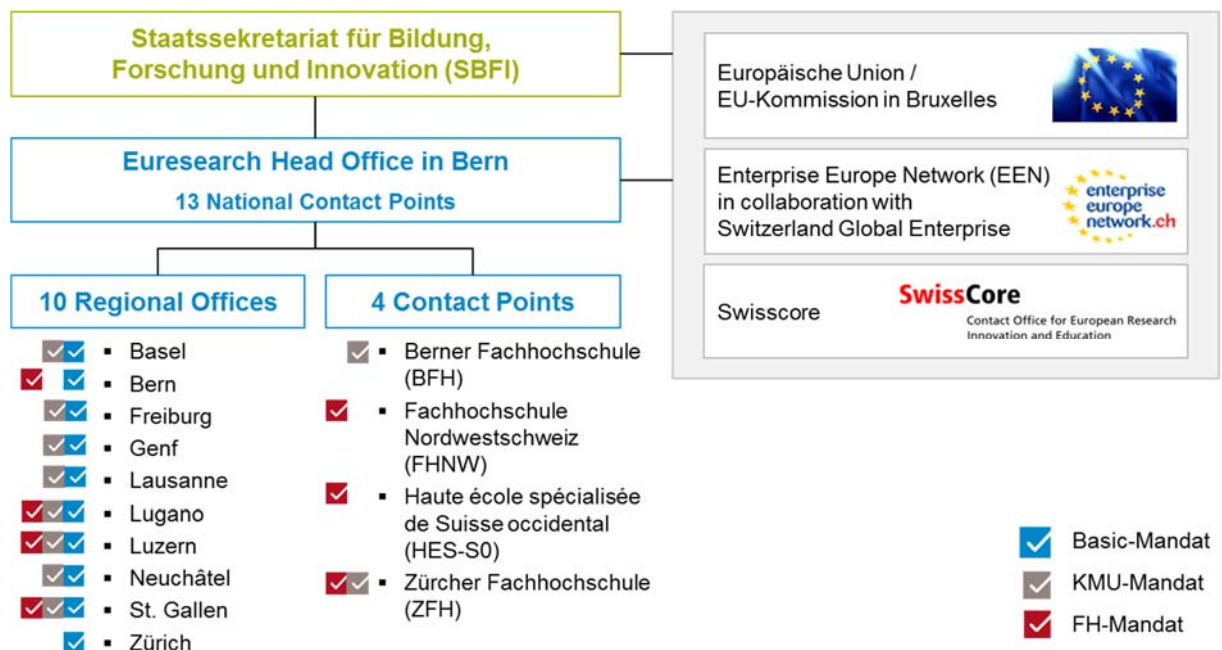 Staatssekretariat für Bildung,
Forschung und Innovation (SBFI)
Euresearch Head Office in Bern
13 National Contact Points
10 Regional Offices
Basel
Bern
Freiburg
Genf
Lausanne
Lugano
Luzern
Neuchâtel
St. Gallen
Zürich
4 Contact Points
Berner Fachhochschule
(BFH)
Fachhochschule
Nordwestschweiz
(FHNW)
Haute école spécialisée
de Suisse occidental
(HES-S0)
Zürcher Fachhochschule
(ZFH)
Europäische Union /
EU-Kommission in Bruxelles
Enterprise Europe Network (EEN)
in collaboration with
Switzerland Global Enterprise
enterprise
europe
network.ch
Swisscore
SwissCore
Contact Office for European Research
Innovation and Education
Basic-Mandat
KMU-Mandat
FH-Mandat